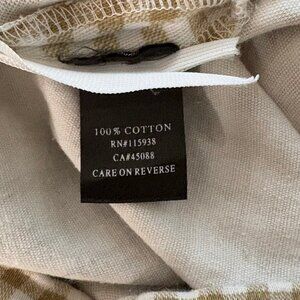 100% COTTON
RN#115938
CA#45088
CARE ON REVERSE